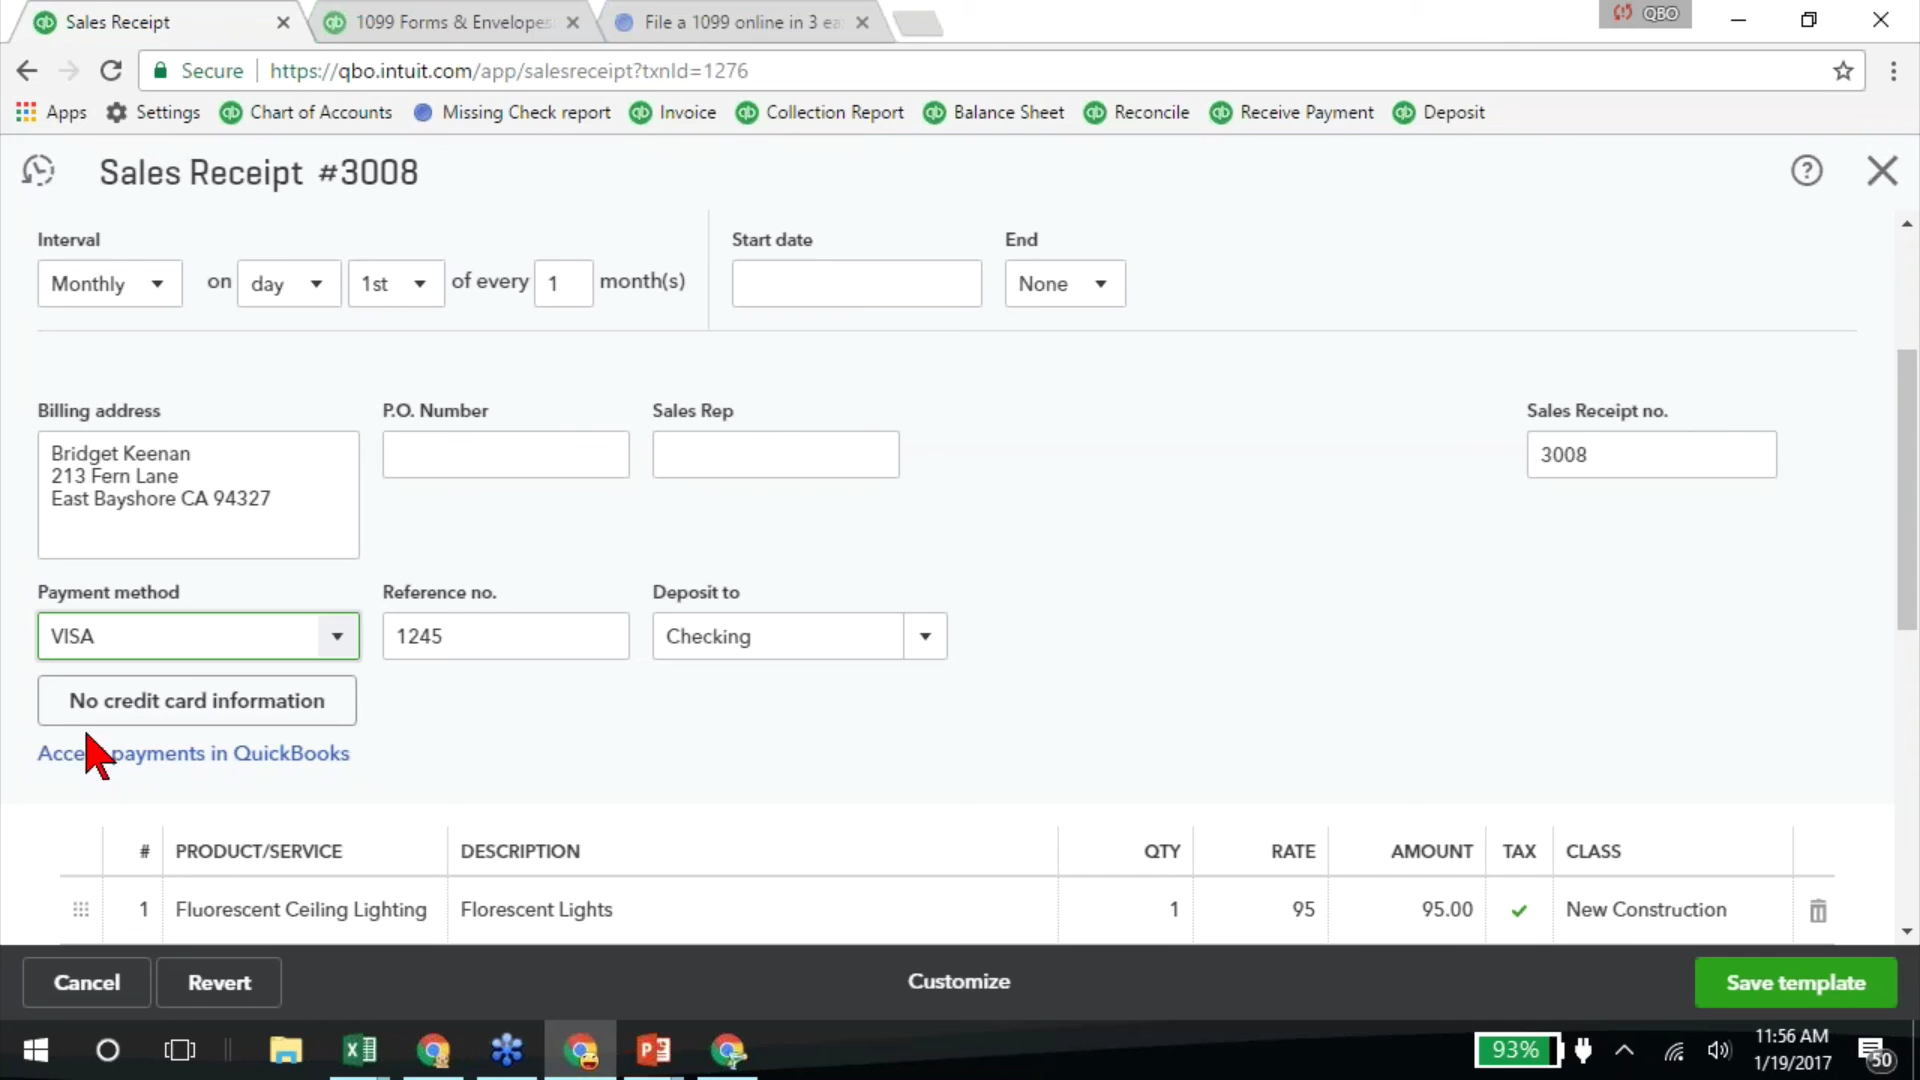 Sales Receipt
1099 Forms & Envelopes
File a 1099 online in 3 ea
QBO
Secure
https://qbo.intuit.com/app/salesreceipt?txnId=1276
Apps
Settings
Chart of Accounts
Missing Check report
Invoice
Collection Report
Balance Sheet
Reconcile
Receive Payment
Deposit
Sales Receipt #3008
Interval
Start date
End
Monthly
on
day
1st
of every
1
month(s)
None
Billing address
P.O. Number
Sales Rep
Sales Receipt no.
Bridget Keenan
213 Fern Lane
East Bayshore CA 94327
3008
Payment method
Reference no.
Deposit to
VISA
1245
Checking
No credit card information
payments in QuickBooks
# PRODUCT/SERVICE DESCRIPTION QTY RATE AMOUNT TAX CLASS
1 Fluorescent Ceiling Lighting Florescent Lights 1 95 95.00 New Construction
Cancel
Revert
Customize
Save template
93%
11:56 AM
1/19/2017
50